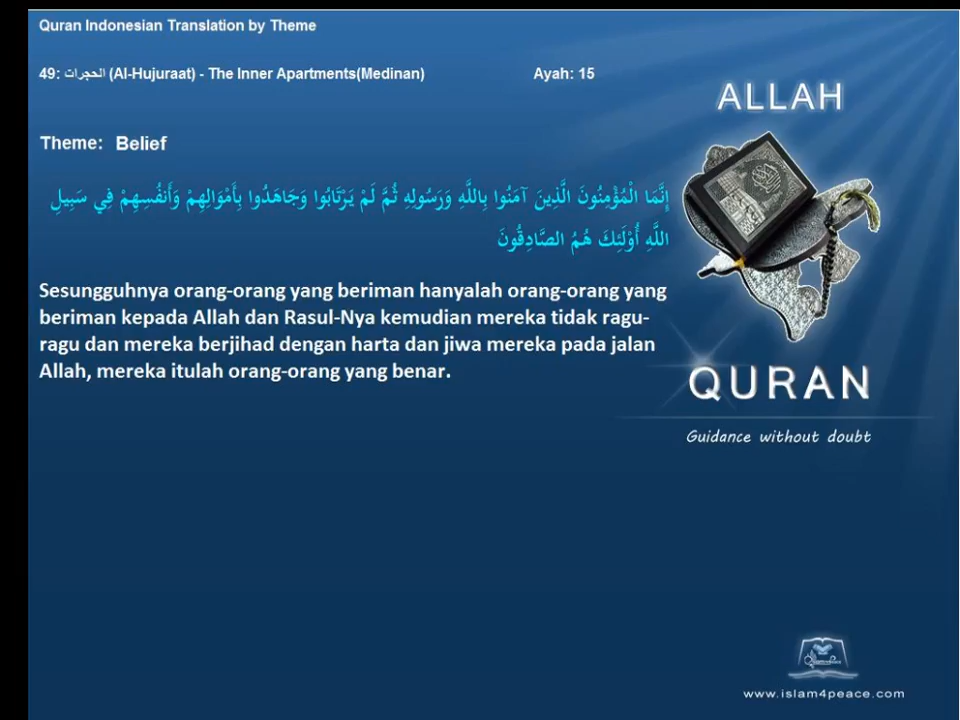 Quran Indonesian Translation by Theme
49: الحجرات (Al-Hujuraat) - The Inner Apartments(Medinan) Ayah: 15
Theme: Belief
إِنَّمَا الْمُؤْمِنُونَ الَّذِينَ آمَنُوا بِاللَّهِ وَرَسُولِهِ ثُمَّ لَمْ يَرْتَابُوا وَجَاهَدُوا بِأَمْوَالِهِمْ وَأَنفُسِهِمْ فِي سَبِيلِ
اللَّهِ أُوْلَئِكَ هُمُ الصَّادِقُونَ
Sesungguhnya orang-orang yang beriman hanyalah orang-orang yang
beriman kepada Allah dan Rasul-Nya kemudian mereka tidak ragu-
ragu dan mereka berjihad dengan harta dan jiwa mereka pada jalan
Allah, mereka itulah orang-orang yang benar.
ALLAH
QURAN
Guidance without doubt
www.islam4peace.com